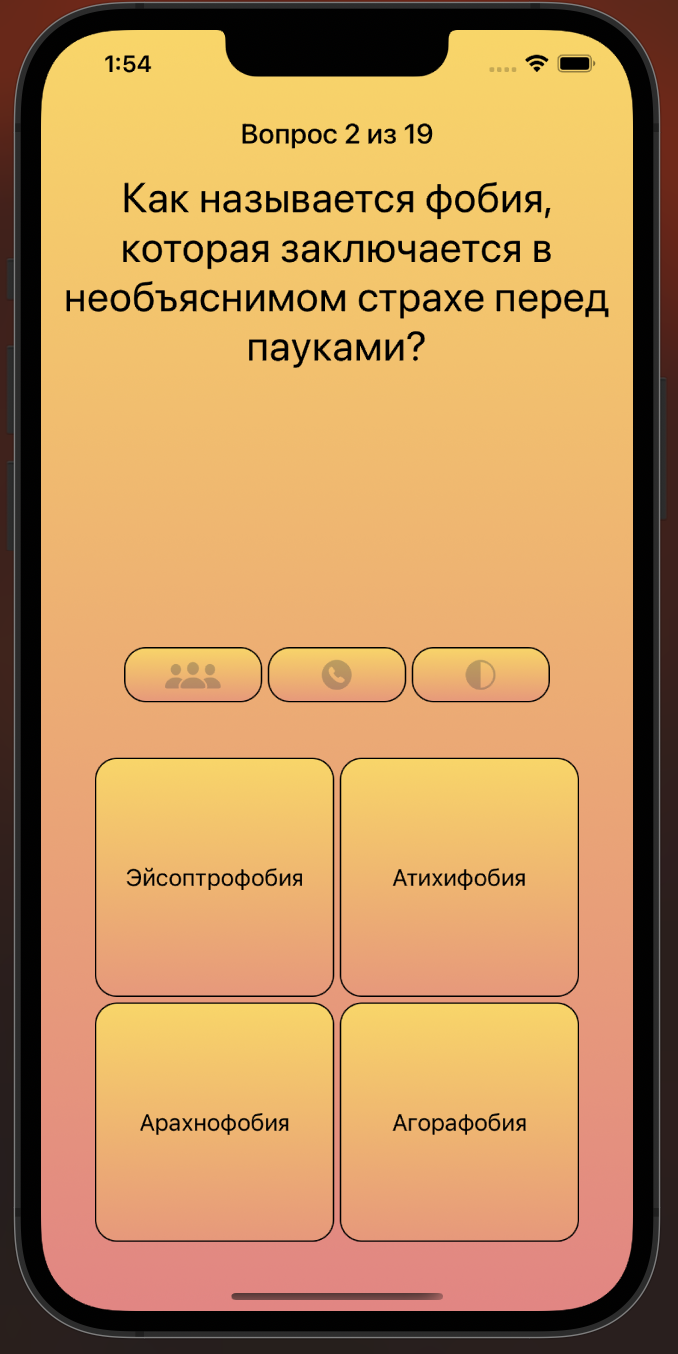 1:54
Вопрос 2 из 19
Как называется фобия,
которая заключается в
необъяснимом страхе перед
пауками?
Эйсоптрофобия
Атихифобия
Арахнофобия
Агорафобия